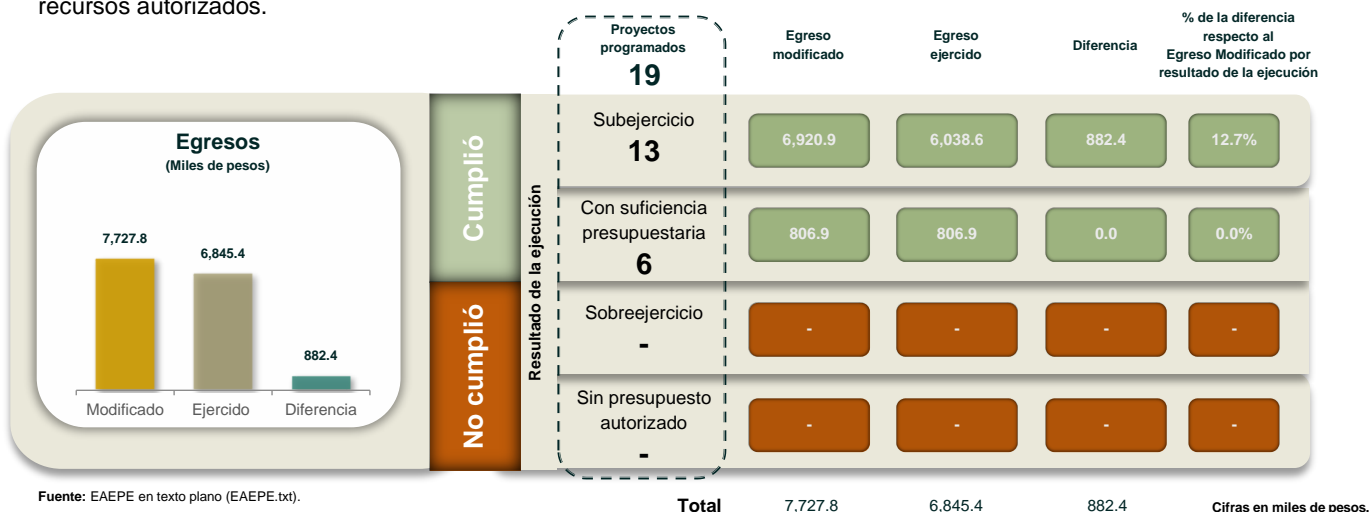 recursos autorizados.
Proyectos
programados
19
Egreso
modificado
Egreso
ejercido
Diferencia
% de la diferencia
respecto al
Egreso Modificado por
resultado de la ejecución
Egresos
(Miles de pesos)
7,727.8
6,845.4
882.4
Modificado
Ejercido
Diferencia
Cumplió
No cumplió
Resultado de la ejecución
Subejercicio
13
6,920.9
6,038.6
882.4
12.7%
Con suficiencia
presupuestaria
6
806.9
806.9
0.0
0.0%
Sobreejercicio
-
-
-
-
-
Sin presupuesto
autorizado
-
-
-
-
-
Fuente: EAEPE en texto plano (EAEPE.txt).
Total
7,727.8
6,845.4
882.4
Cifras en miles de pesos.